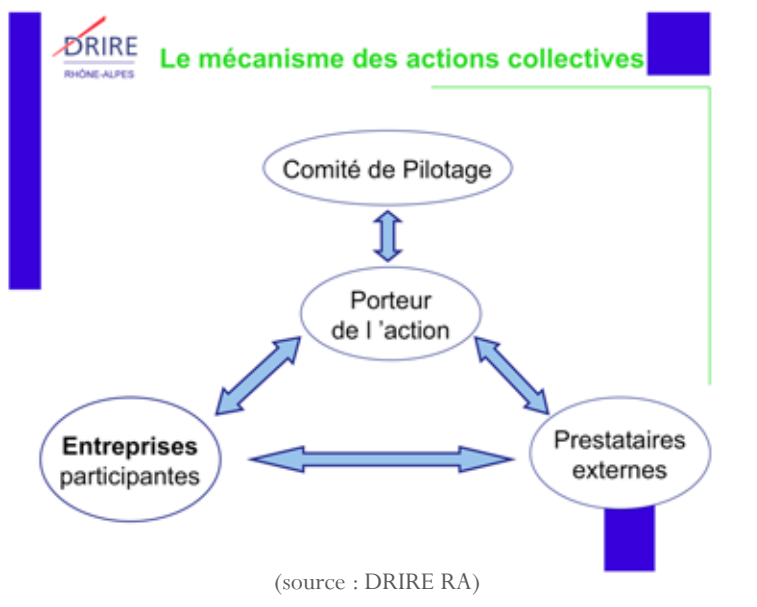 DRIRE
RHÔNE-ALPES
Le mécanisme des actions collectives
Comité de Pilotage
Porteur
de l ’action
Entreprises
participantes
Prestataires
externes
(source : DRIRE RA)